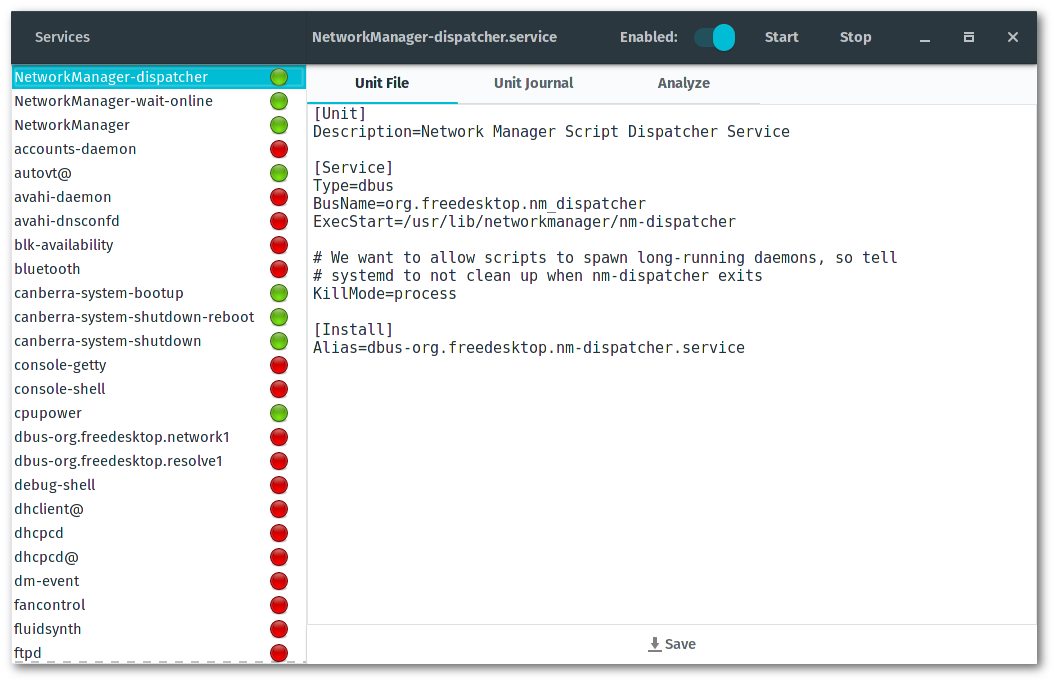 Services
NetworkManager-dispatcher.service
Enabled:
Start
Stop
NetworkManager-dispatcher
NetworkManager-wait-online
NetworkManager
accounts-daemon
autovt@
avahi-daemon
avahi-dnsconfd
blk-availability
bluetooth
canberra-system-bootup
canberra-system-shutdown-reboot
canberra-system-shutdown
console-getty
console-shell
cpupower
dbus-org.freedesktop.network1
dbus-org.freedesktop.resolve1
debug-shell
dhclient@
dhcpcd
dhcpcd@
dm-event
fancontrol
fluidsynth
ftpd
Unit File
Unit Journal
Analyze
[Unit]
Description=Network Manager Script Dispatcher Service
[Service]
Type=dbus
BusName=org.freedesktop.nm_dispatcher
ExecStart=/usr/lib/networkmanager/nm-dispatcher
# We want to allow scripts to spawn long-running daemons, so tell
# systemd to not clean up when nm-dispatcher exits
KillMode=process
[Install]
Alias=dbus-org.freedesktop.nm-dispatcher.service
Save